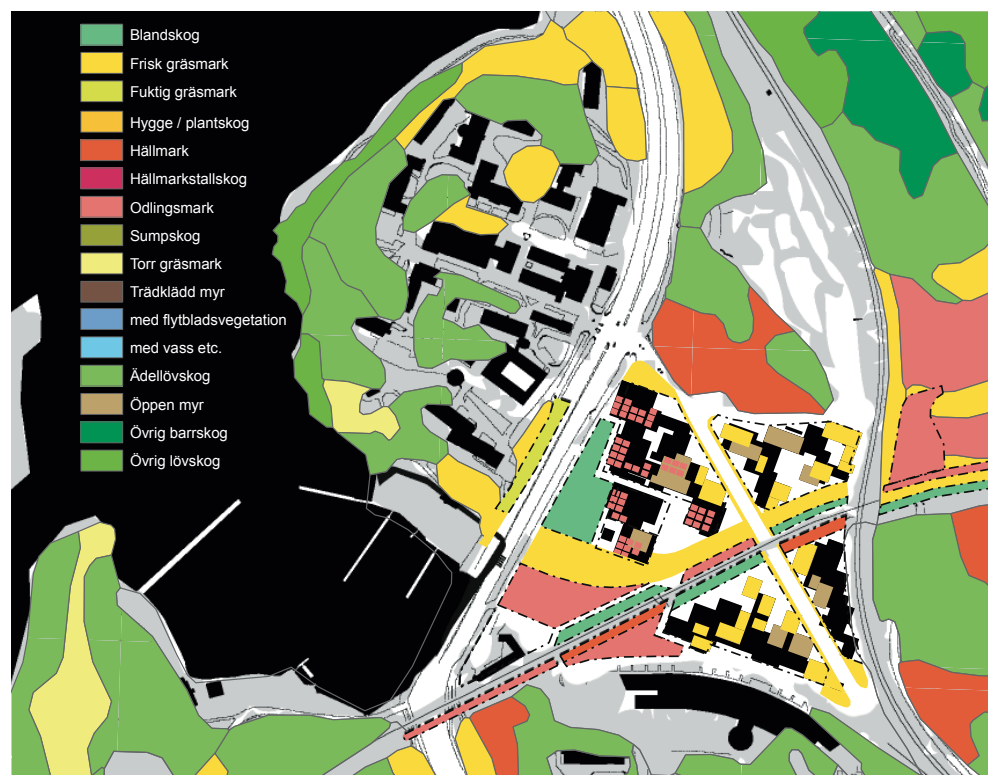 Blandskog
Frisk gräsmark
Fuktig gräsmark
Hygge / plantskog
Hällmark
Hällmarkstallskog
Odlingsmark
Sumpskog
Torr gräsmark
Trädklädd myr
med flytbladsvegetation
med vass etc.
Ädellövskog
Öppen myr
Övrig barrskog
Övrig lövskog